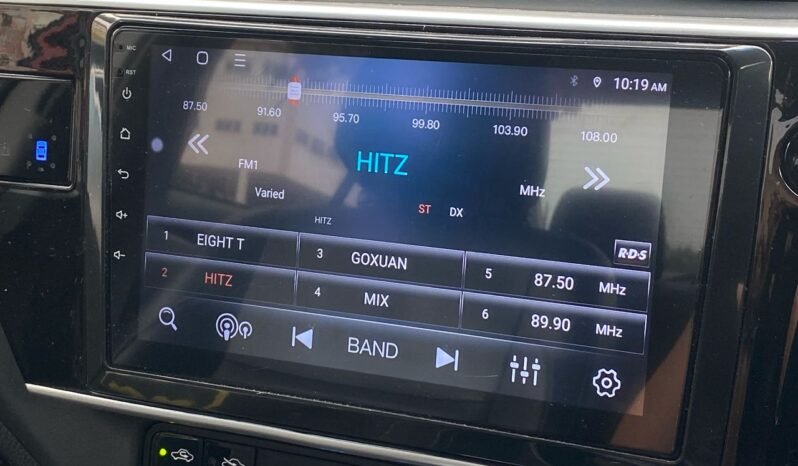 MIC
10:19 AM
RST
87.50 91.60 95.70 99.80 103.90 108.00
HITZ
FM1
MHz
Varied
ST DX
HITZ
R·D·S
1 EIGHT T
3 GOXUAN
5 87.50 MHz
2 HITZ
4 MIX
6 89.90 MHz
BAND